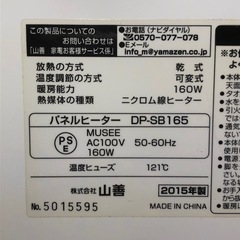 この製品についての
お問い合わせは
「山善 家電お客様サービス係」
●お電話(ナビダイヤル)
0570-077-078
●Eメール
info_m@yamazen.co.jp
放熱の方式 乾式
温度調節の方式 可変式
暖房能力 160W
熱媒体の種類 ニクロム線ヒーター
パネルヒーター DP-SB165
PS
E
MUSEE
AC100V 50-60Hz
160W
温度ヒューズ 121℃
山善 2015年製
No.5015595 MADE IN CHINA